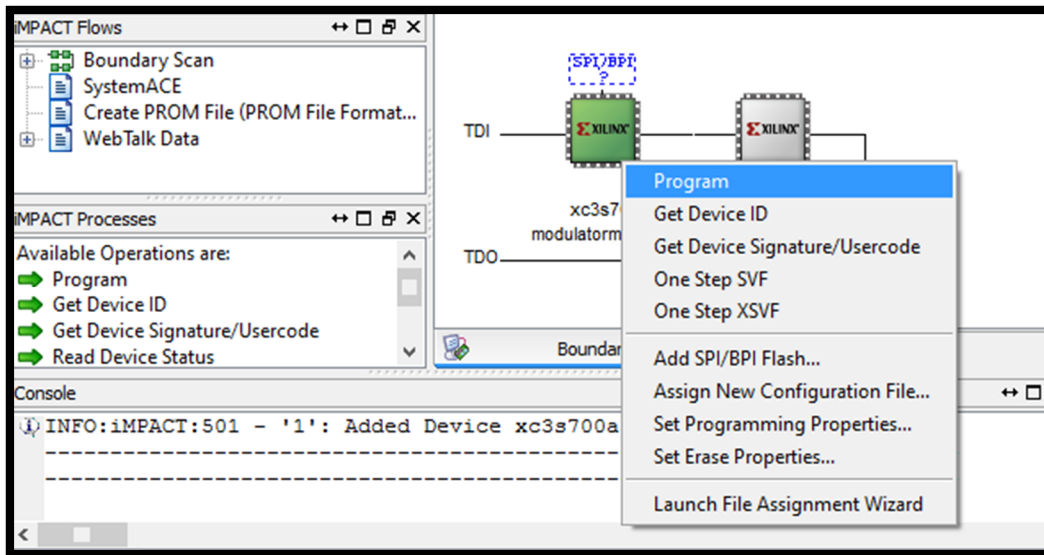 iMPACT Flows
Boundary Scan
SystemACE
Create PROM File (PROM File Format...
WebTalk Data
iMPACT Processes
Available Operations are:
Program
Get Device ID
Get Device Signature/Usercode
Read Device Status
SPI/BPI
?
TDI
XILINX
XILINX
xc3s70
modulatorm
TDO
Boundar
Program
Get Device ID
Get Device Signature/Usercode
One Step SVF
One Step XSVF
Add SPI/BPI Flash...
Assign New Configuration File...
Set Programming Properties...
Set Erase Properties...
Launch File Assignment Wizard
Console
INFO:iMPACT:501 - '1': Added Device xc3s700a
----------------------------------------
----------------------------------------